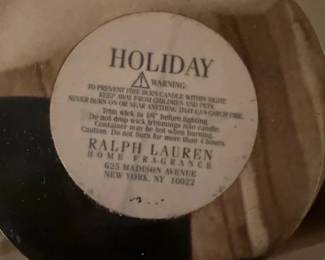 HOLIDAY
⚠ WARNING:
TO PREVENT FIRE BURN CANDLE WITHIN SIGHT
KEEP AWAY FROM CHILDREN AND PETS
NEVER BURN ON OR NEAR ANYTHING THAT CAN CATCH FIRE
Trim wick to 1/4" before lighting
Do not drop wick trimmings into candle.
Container may be hot when burning.
Caution: Do not burn for more than 4 hours.
RALPH LAUREN
HOME FRAGRANCE
625 MADISON AVENUE
NEW YORK, NY 10022